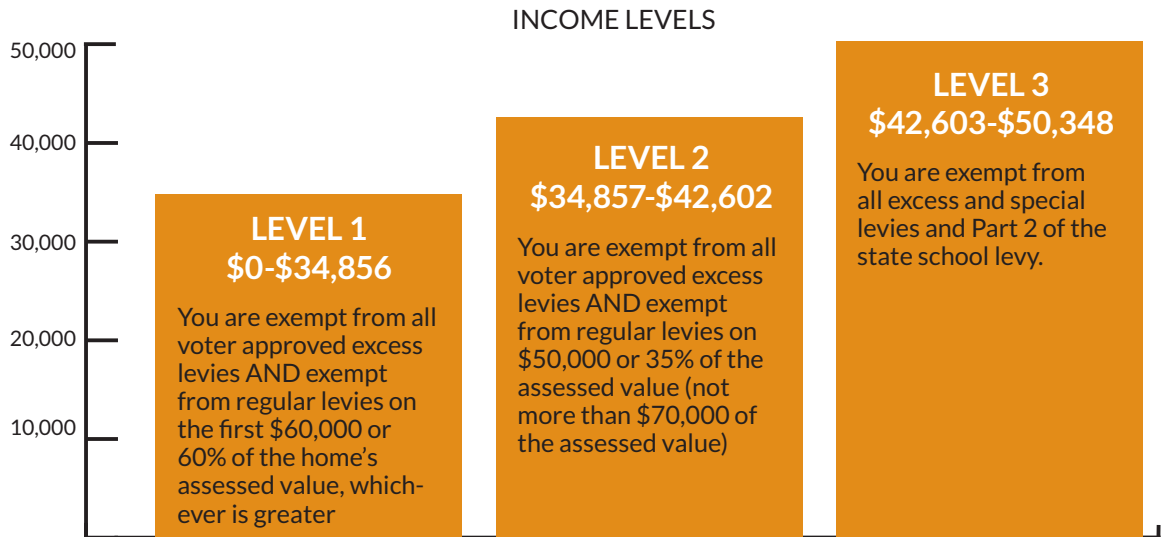 INCOME LEVELS
50,000
40,000
30,000
20,000
10,000
LEVEL 1
$0-$34,856
You are exempt from all
voter approved excess
levies AND exempt
from regular levies on
the first $60,000 or
60% of the home's
assessed value, which-
ever is greater
LEVEL 2
$34,857-$42,602
You are exempt from all
voter approved excess
levies AND exempt
from regular levies on
$50,000 or 35% of the
assessed value (not
more than $70,000 of
the assessed value)
LEVEL 3
$42,603-$50,348
You are exempt from
all excess and special
levies and Part 2 of the
state school levy.